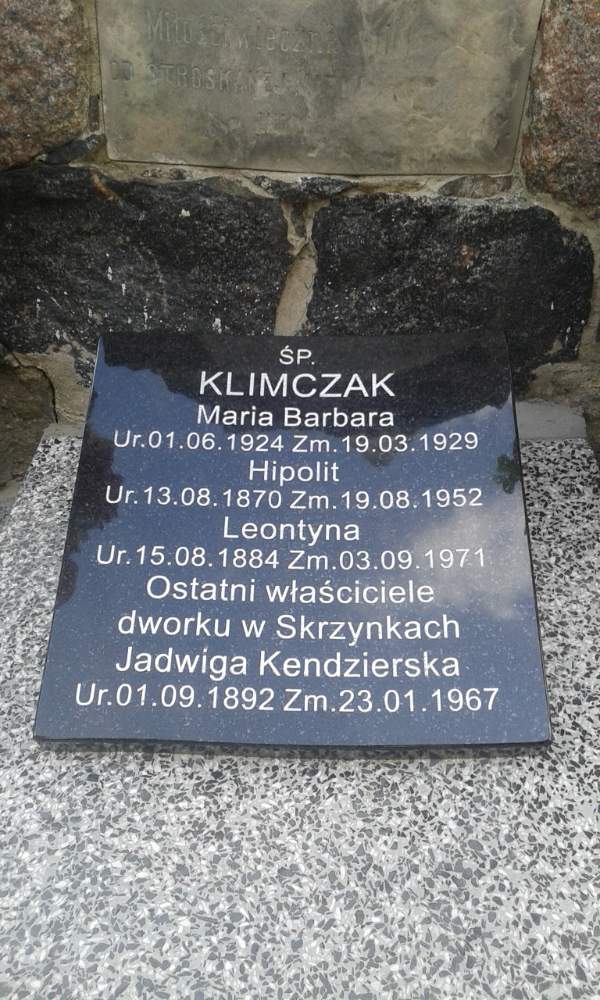 OD STROSKANEJ
ŚP.
KLIMCZAK
Maria Barbara
Ur.01.06.1924 Zm.19.03.1929
Hipolit
Ur.13.08.1870 Zm.19.08.1952
Leontyna
Ur.15.08.1884 Zm.03.09.1971
Ostatni właściciele
dworku w Skrzynkach
Jadwiga Kendzierska
Ur.01.09.1892 Zm.23.01.1967